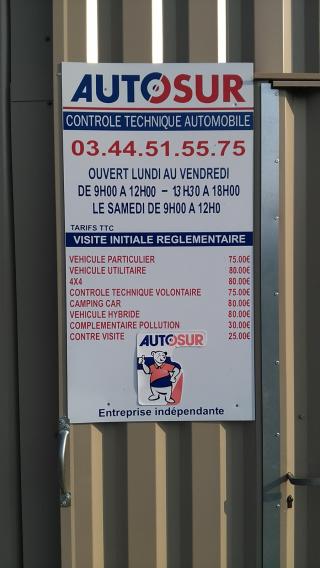 AUTOSUR
CONTROLE TECHNIQUE AUTOMOBILE
03.44.51.55.75
OUVERT LUNDI AU VENDREDI
DE 9H00 A 12H00 - 13H30 A 18H00
LE SAMEDI DE 9H00 A 12H0
TARIFS TTC
VISITE INITIALE REGLEMENTAIRE
VEHICULE PARTICULIER 75.00€
VEHICULE UTILITAIRE 80.00€
4X4 80.00€
CONTROLE TECHNIQUE VOLONTAIRE 75.00€
CAMPING CAR 80.00€
VEHICULE HYBRIDE 80.00€
COMPLEMENTAIRE POLLUTION 30.00€
CONTRE VISITE 25.00€
AUTOSUR
Entreprise indépendante